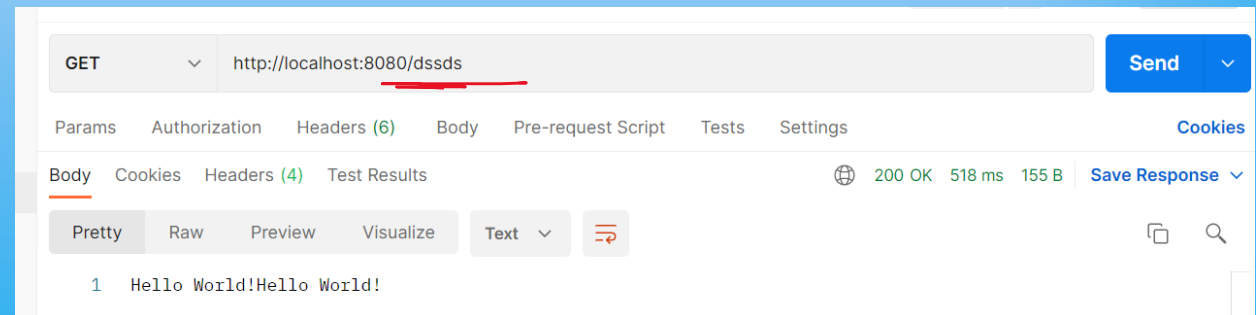 GET http://localhost:8080/dssds Send
Params Authorization Headers (6) Body Pre-request Script Tests Settings Cookies
Body Cookies Headers (4) Test Results 200 OK 518 ms 155 B Save Response
Pretty Raw Preview Visualize Text
1 Hello World!Hello World!